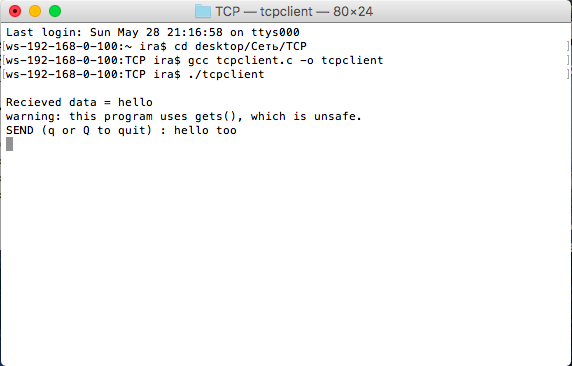 TCP — tcpclient — 80×24
Last login: Sun May 28 21:16:58 on ttys000
[ws-192-168-0-100:~ ira$ cd desktop/Сеть/TCP ]
[ws-192-168-0-100:TCP ira$ gcc tcpclient.c -o tcpclient ]
[ws-192-168-0-100:TCP ira$ ./tcpclient ]
Recieved data = hello
warning: this program uses gets(), which is unsafe.
SEND (q or Q to quit) : hello too